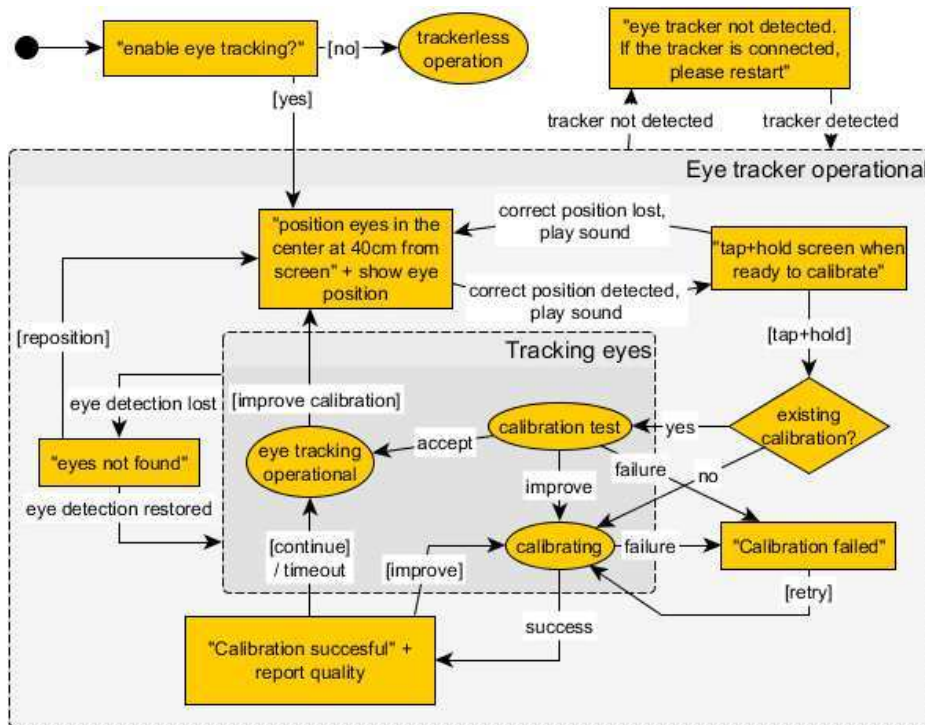 "enable eye tracking?"
[no]
trackerless
operation
"eye tracker not detected.
If the tracker is connected,
please restart"
[yes]
tracker not detected
tracker detected
Eye tracker operational
"position eyes in the
center at 40cm from
screen" + show eye
position
correct position lost,
play sound
"tap+hold screen when
ready to calibrate"
correct position detected,
play sound
[reposition]
[tap+hold]
Tracking eyes
eye detection lost
[improve calibration]
existing
calibration?
calibration test
yes
accept
eye tracking
operational
"eyes not found"
failure
no
improve
eye detection restored
[continue]
/ timeout
[improve]
calibrating
failure
"Calibration failed"
[retry]
success
"Calibration succesful" +
report quality